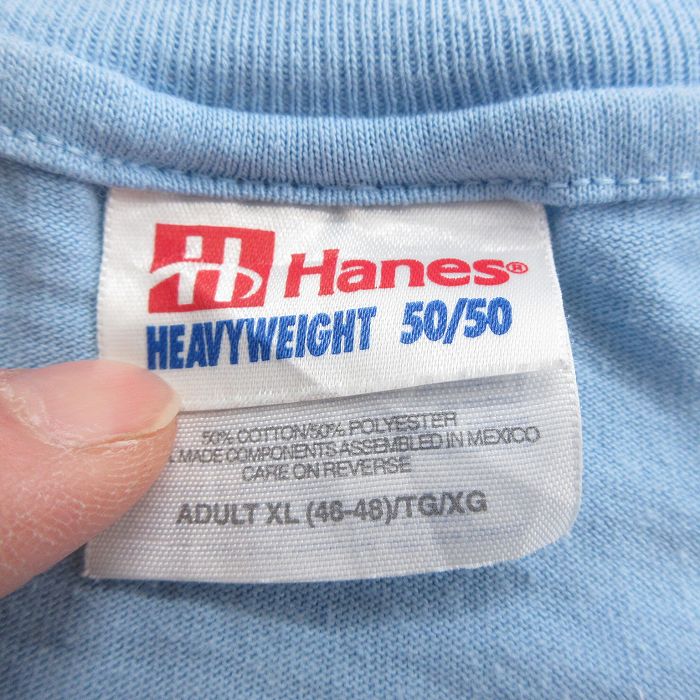 H Hanes®
HEAVYWEIGHT 50/50
50% COTTON/50% POLYESTER
MADE COMPONENTS ASSEMBLED IN MEXICO
CARE ON REVERSE
ADULT XL (46-48)/TG/XG